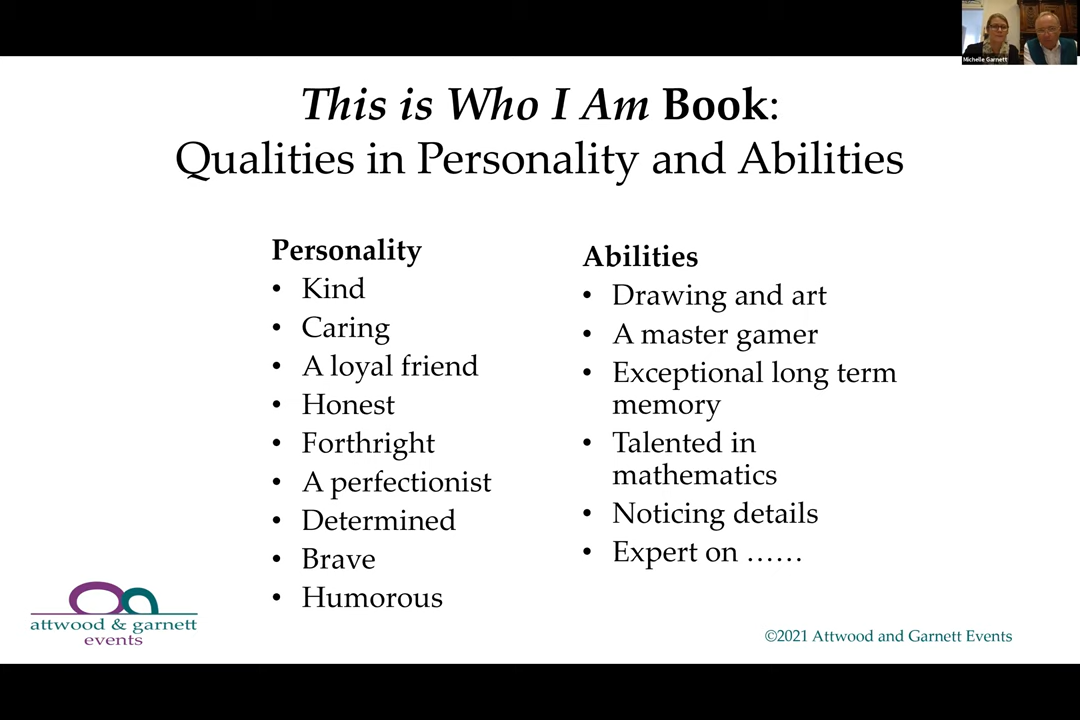 Michelle Garnett
This is Who I Am Book:
Qualities in Personality and Abilities
Personality
• Kind
• Caring
• A loyal friend
• Honest
• Forthright
• A perfectionist
• Determined
• Brave
• Humorous
Abilities
• Drawing and art
• A master gamer
• Exceptional long term
memory
• Talented in
mathematics
• Noticing details
• Expert on ……
attwood & garnett
events
©2021 Attwood and Garnett Events